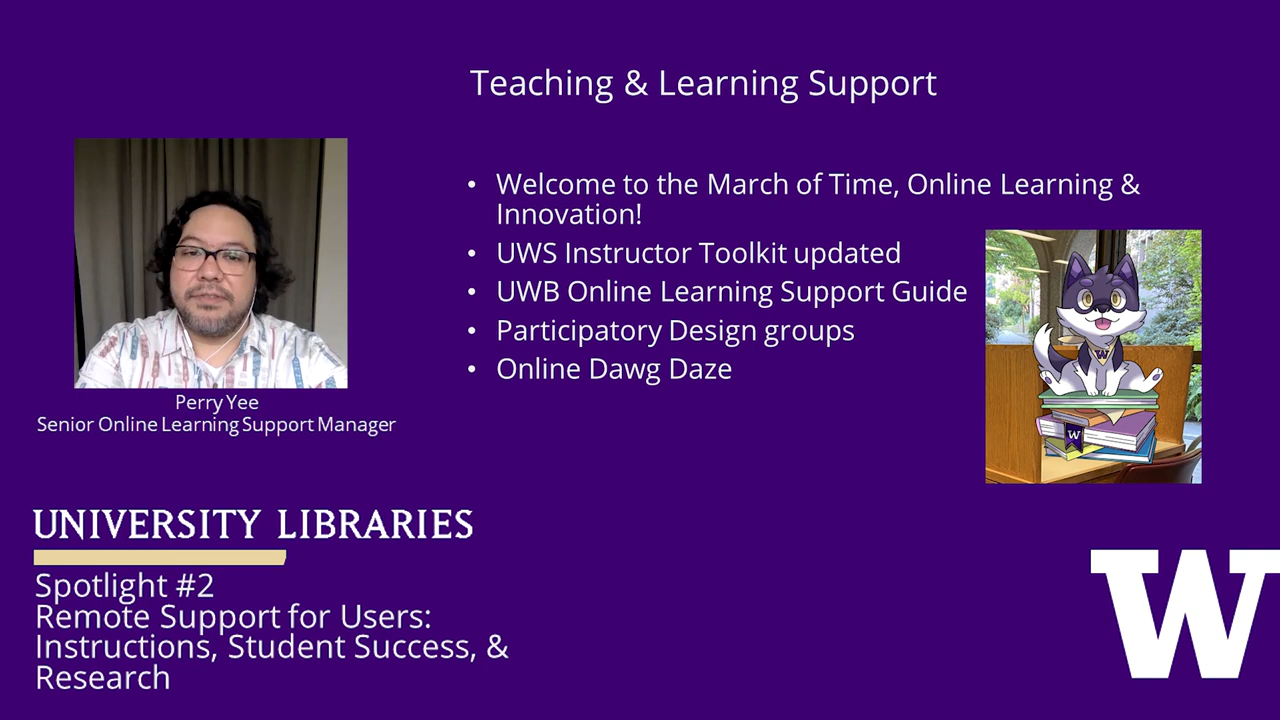 Teaching & Learning Support
• Welcome to the March of Time, Online Learning &
Innovation!
• UWS Instructor Toolkit updated
• UWB Online Learning Support Guide
• Participatory Design groups
• Online Dawg Daze
W
W
Perry Yee
Senior Online Learning Support Manager
UNIVERSITY LIBRARIES
Spotlight #2
Remote Support for Users:
Instructions, Student Success, &
Research
W